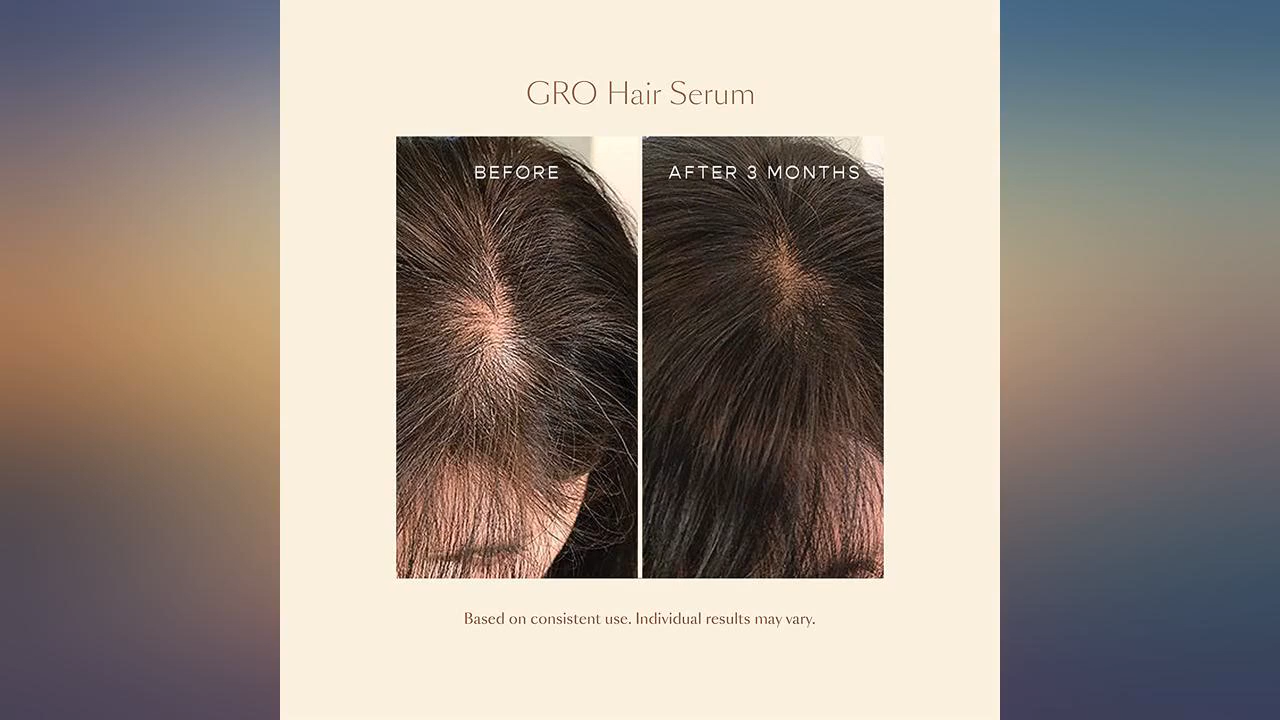 GRO Hair Serum
BEFORE
AFTER 3 MONTHS
Based on consistent use. Individual results may vary.